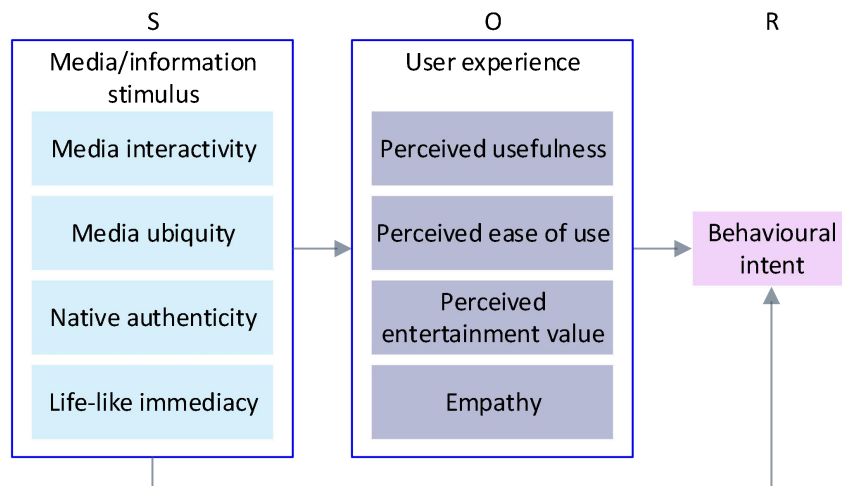 S
O
R
Media/information
stimulus
Media interactivity
Media ubiquity
Native authenticity
Life-like immediacy
User experience
Perceived usefulness
Perceived ease of use
Perceived
entertainment value
Empathy
Behavioural
intent